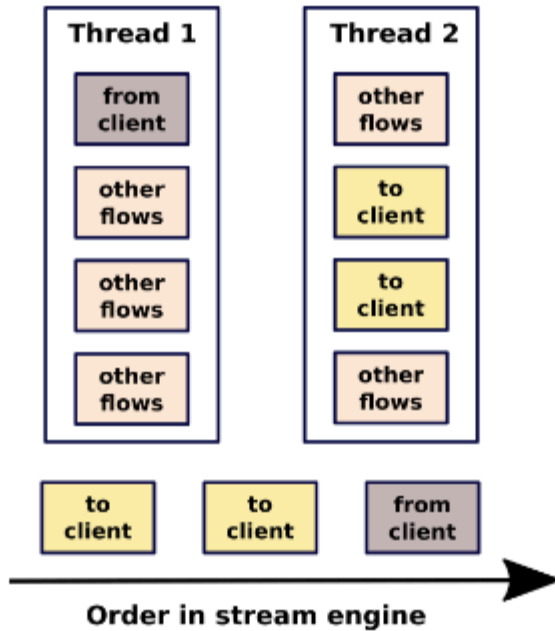 Thread 1
from
client
other
flows
other
flows
other
flows
Thread 2
other
flows
to
client
to
client
other
flows
to
client
to
client
from
client
Order in stream engine